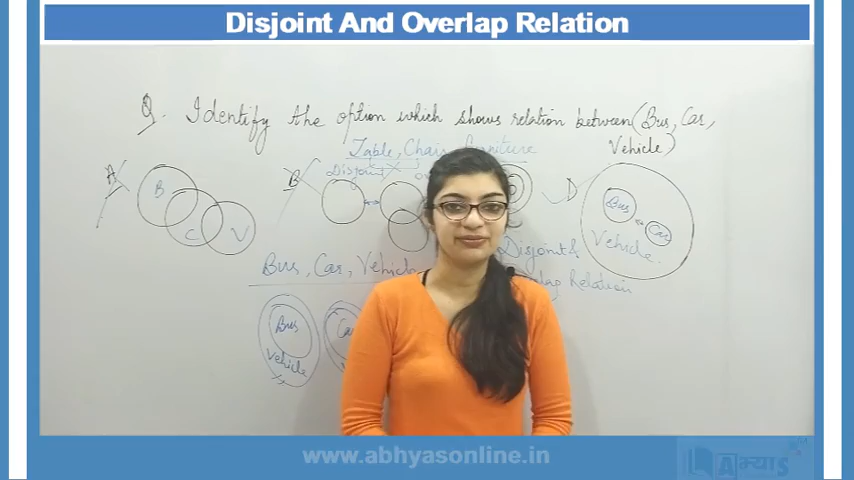 Disjoint And Overlap Relation
Q. Identify the option which shows relation between (Bus, Car,
Vehicle)
Table, Chair, Furniture
A
B
C
V
B
Disjoint
D
Bus
Car
Vehicle
Bus, Car, Vehicle
Disjoint &
Relation
Bus
Vehicle
www.abhyasonline.in